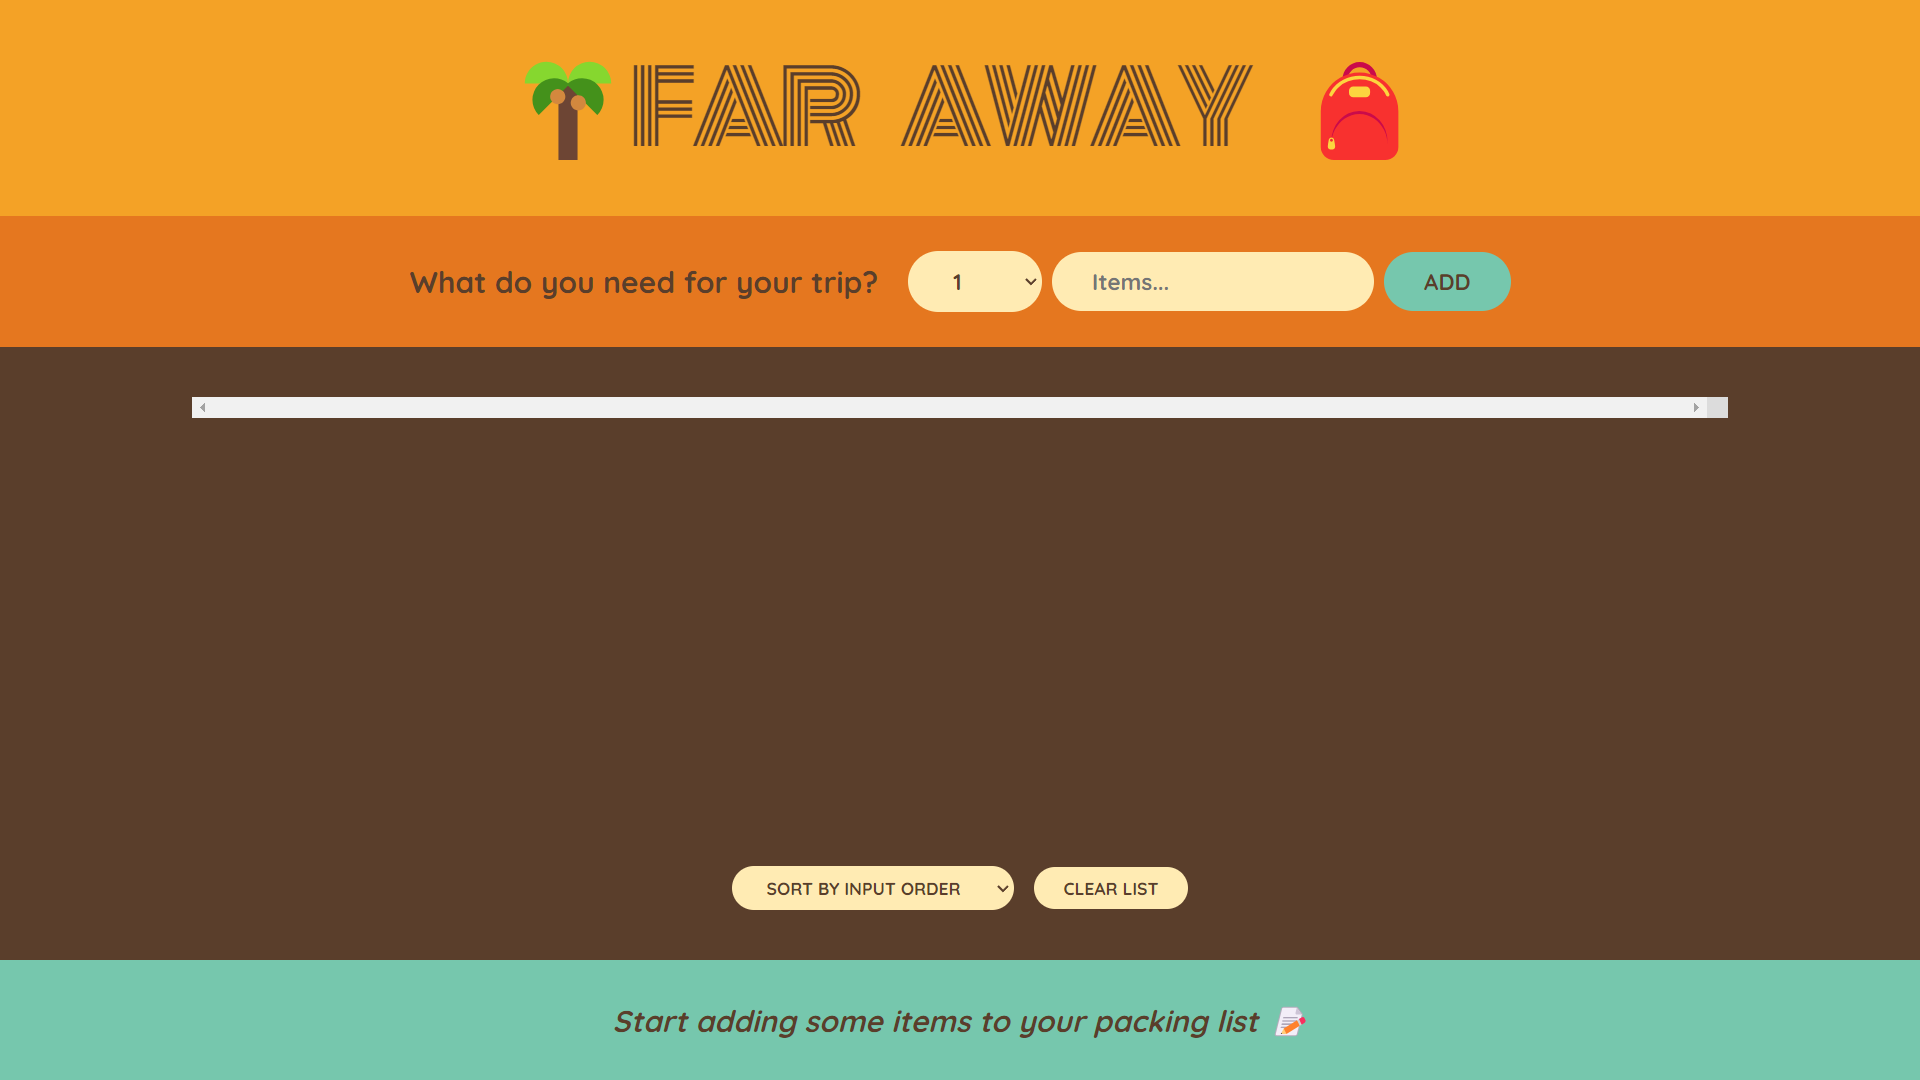 FAR AWAY
What do you need for your trip? 1 Items... ADD
SORT BY INPUT ORDER CLEAR LIST
Start adding some items to your packing list